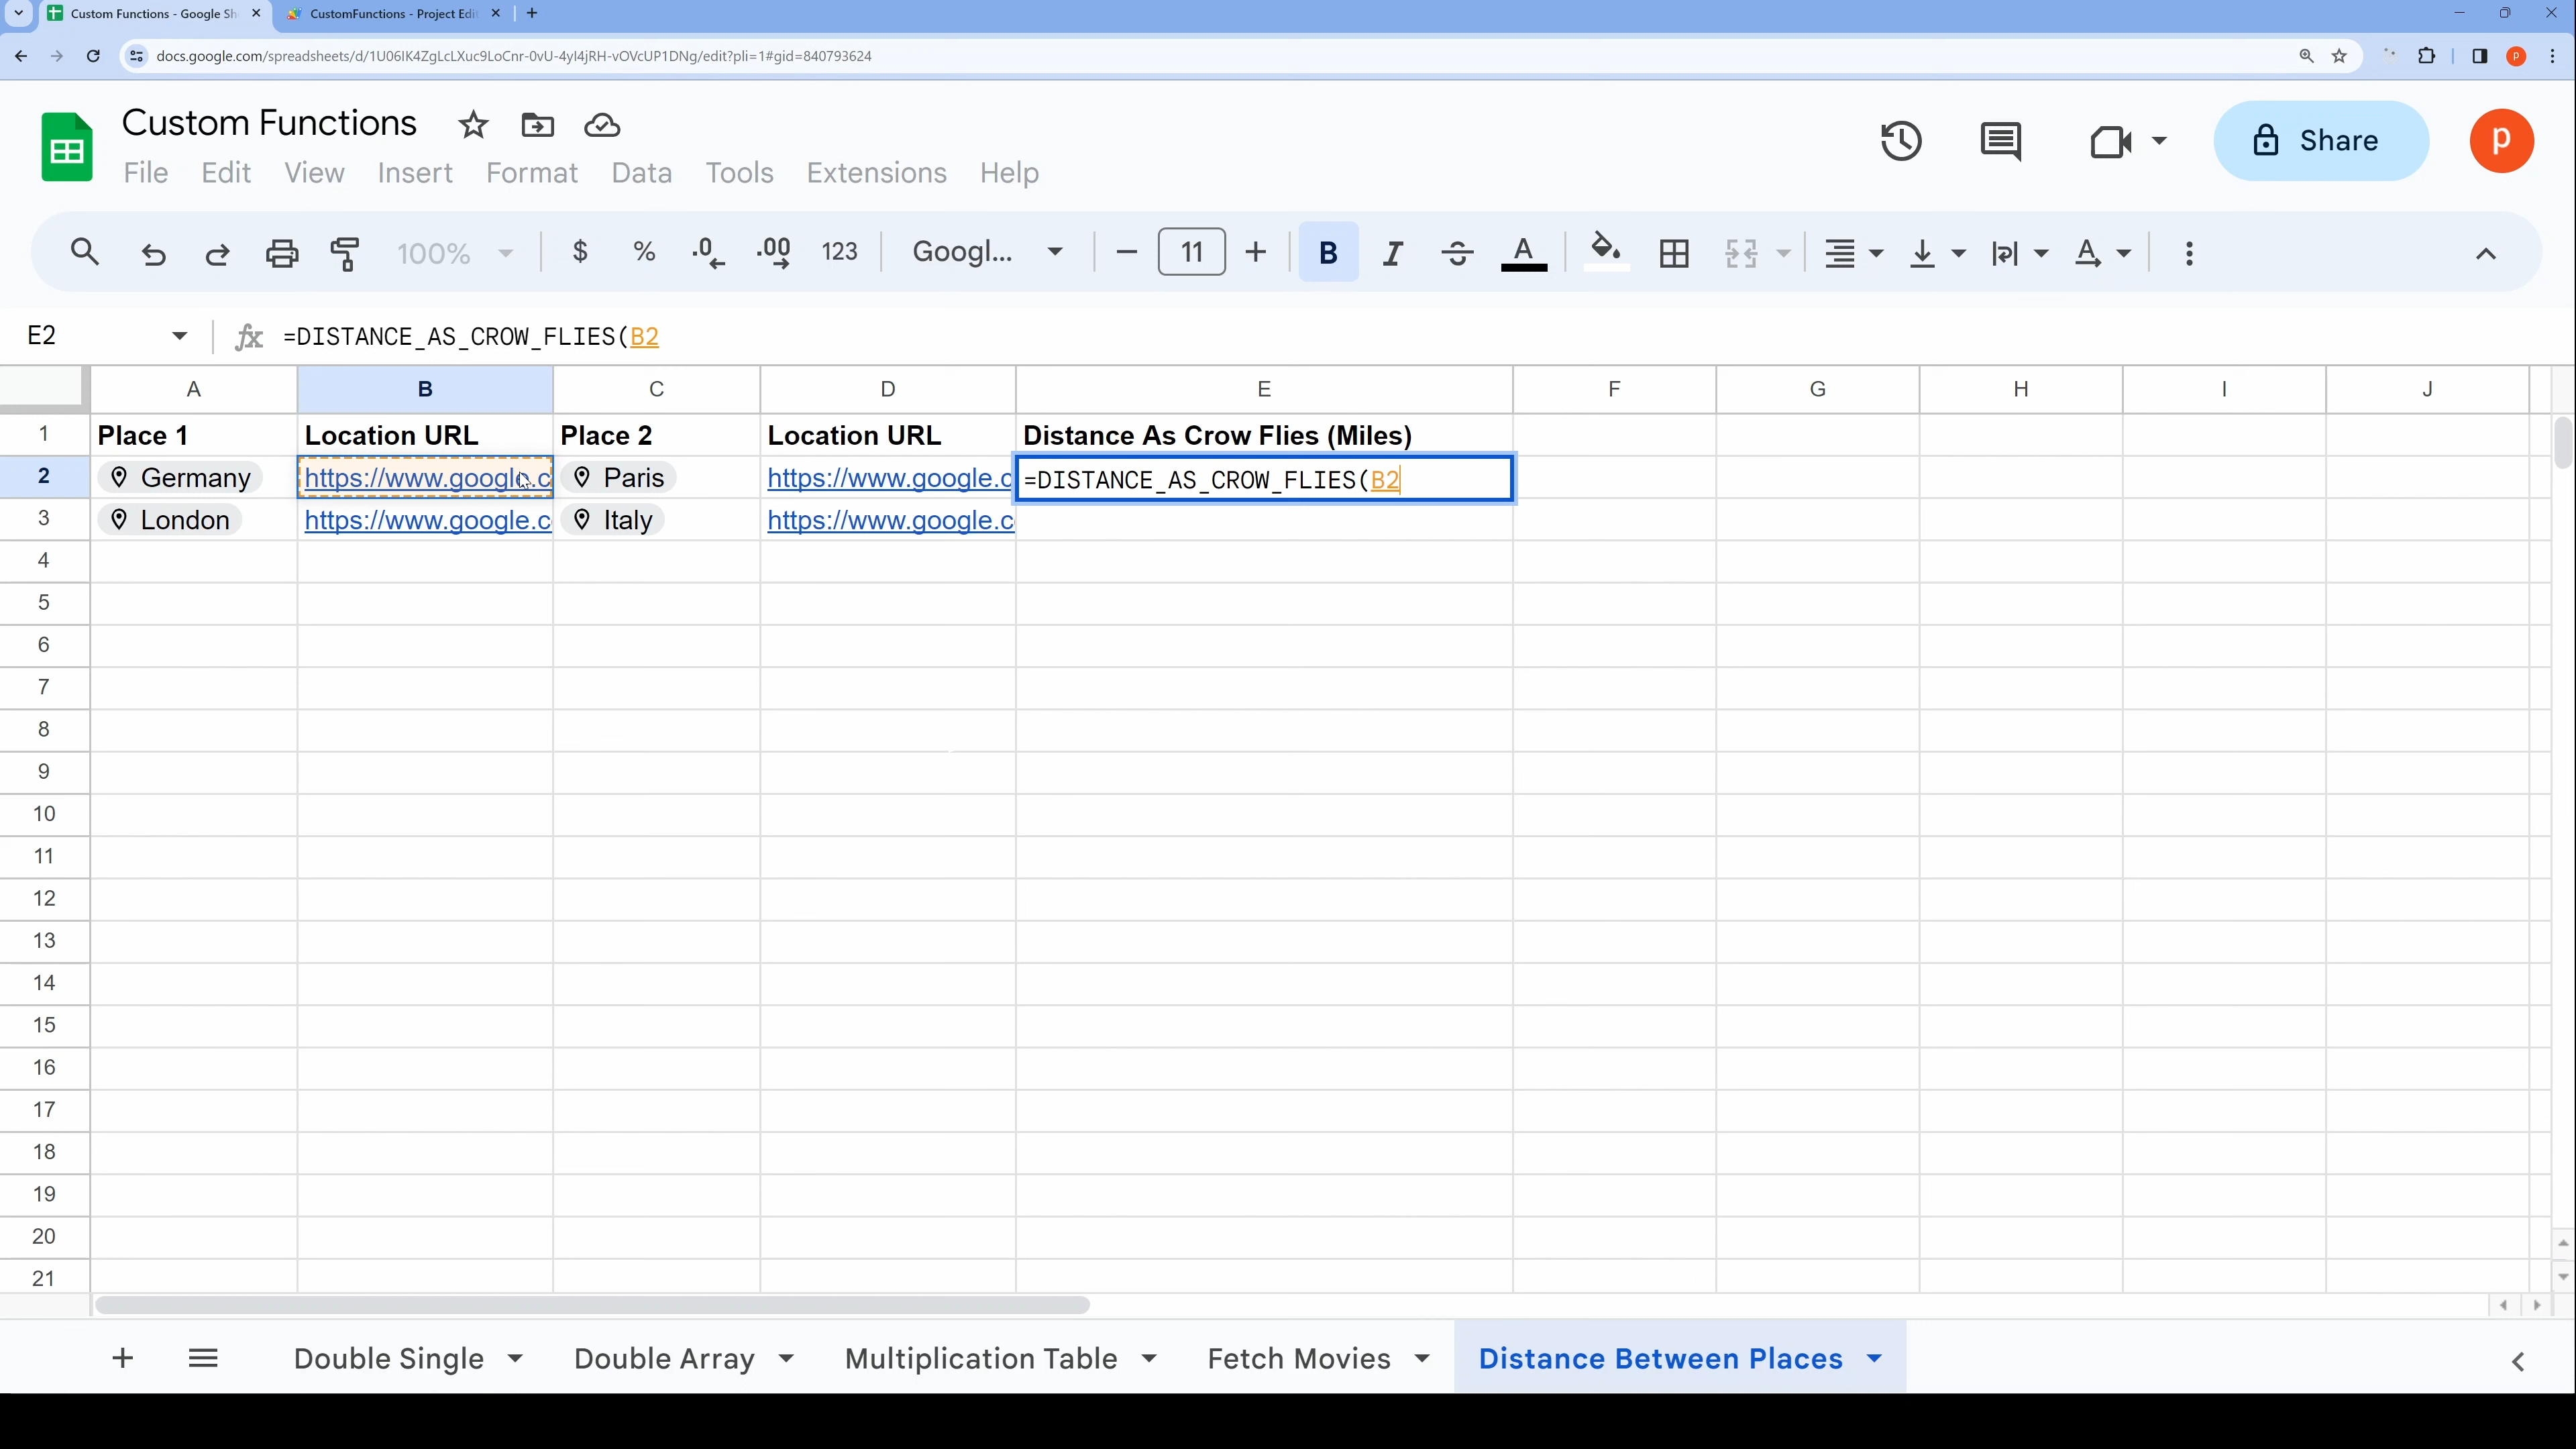 Custom Functions - Google Sh
CustomFunctions - Project Edit
docs.google.com/spreadsheets/d/1U06IK4ZgLcLXuc9LoCnr-0vU-4yI4jRH-vOVcUP1DNg/edit?pli=1#gid=840793624
P
Custom Functions
File Edit View Insert Format Data Tools Extensions Help
Share
p
100% $ % .0 .00 123 Googl... 11 B I S A A
E2 fx =DISTANCE_AS_CROW_FLIES(B2
A B C D E F G H I J
1 Place 1 Location URL Place 2 Location URL Distance As Crow Flies (Miles)
2 Germany https://www.google.c Paris https://www.google.c =DISTANCE_AS_CROW_FLIES(B2
3 London https://www.google.c Italy https://www.google.c
4
5
6
7
8
9
10
11
12
13
14
15
16
17
18
19
20
21
Double Single Double Array Multiplication Table Fetch Movies Distance Between Places